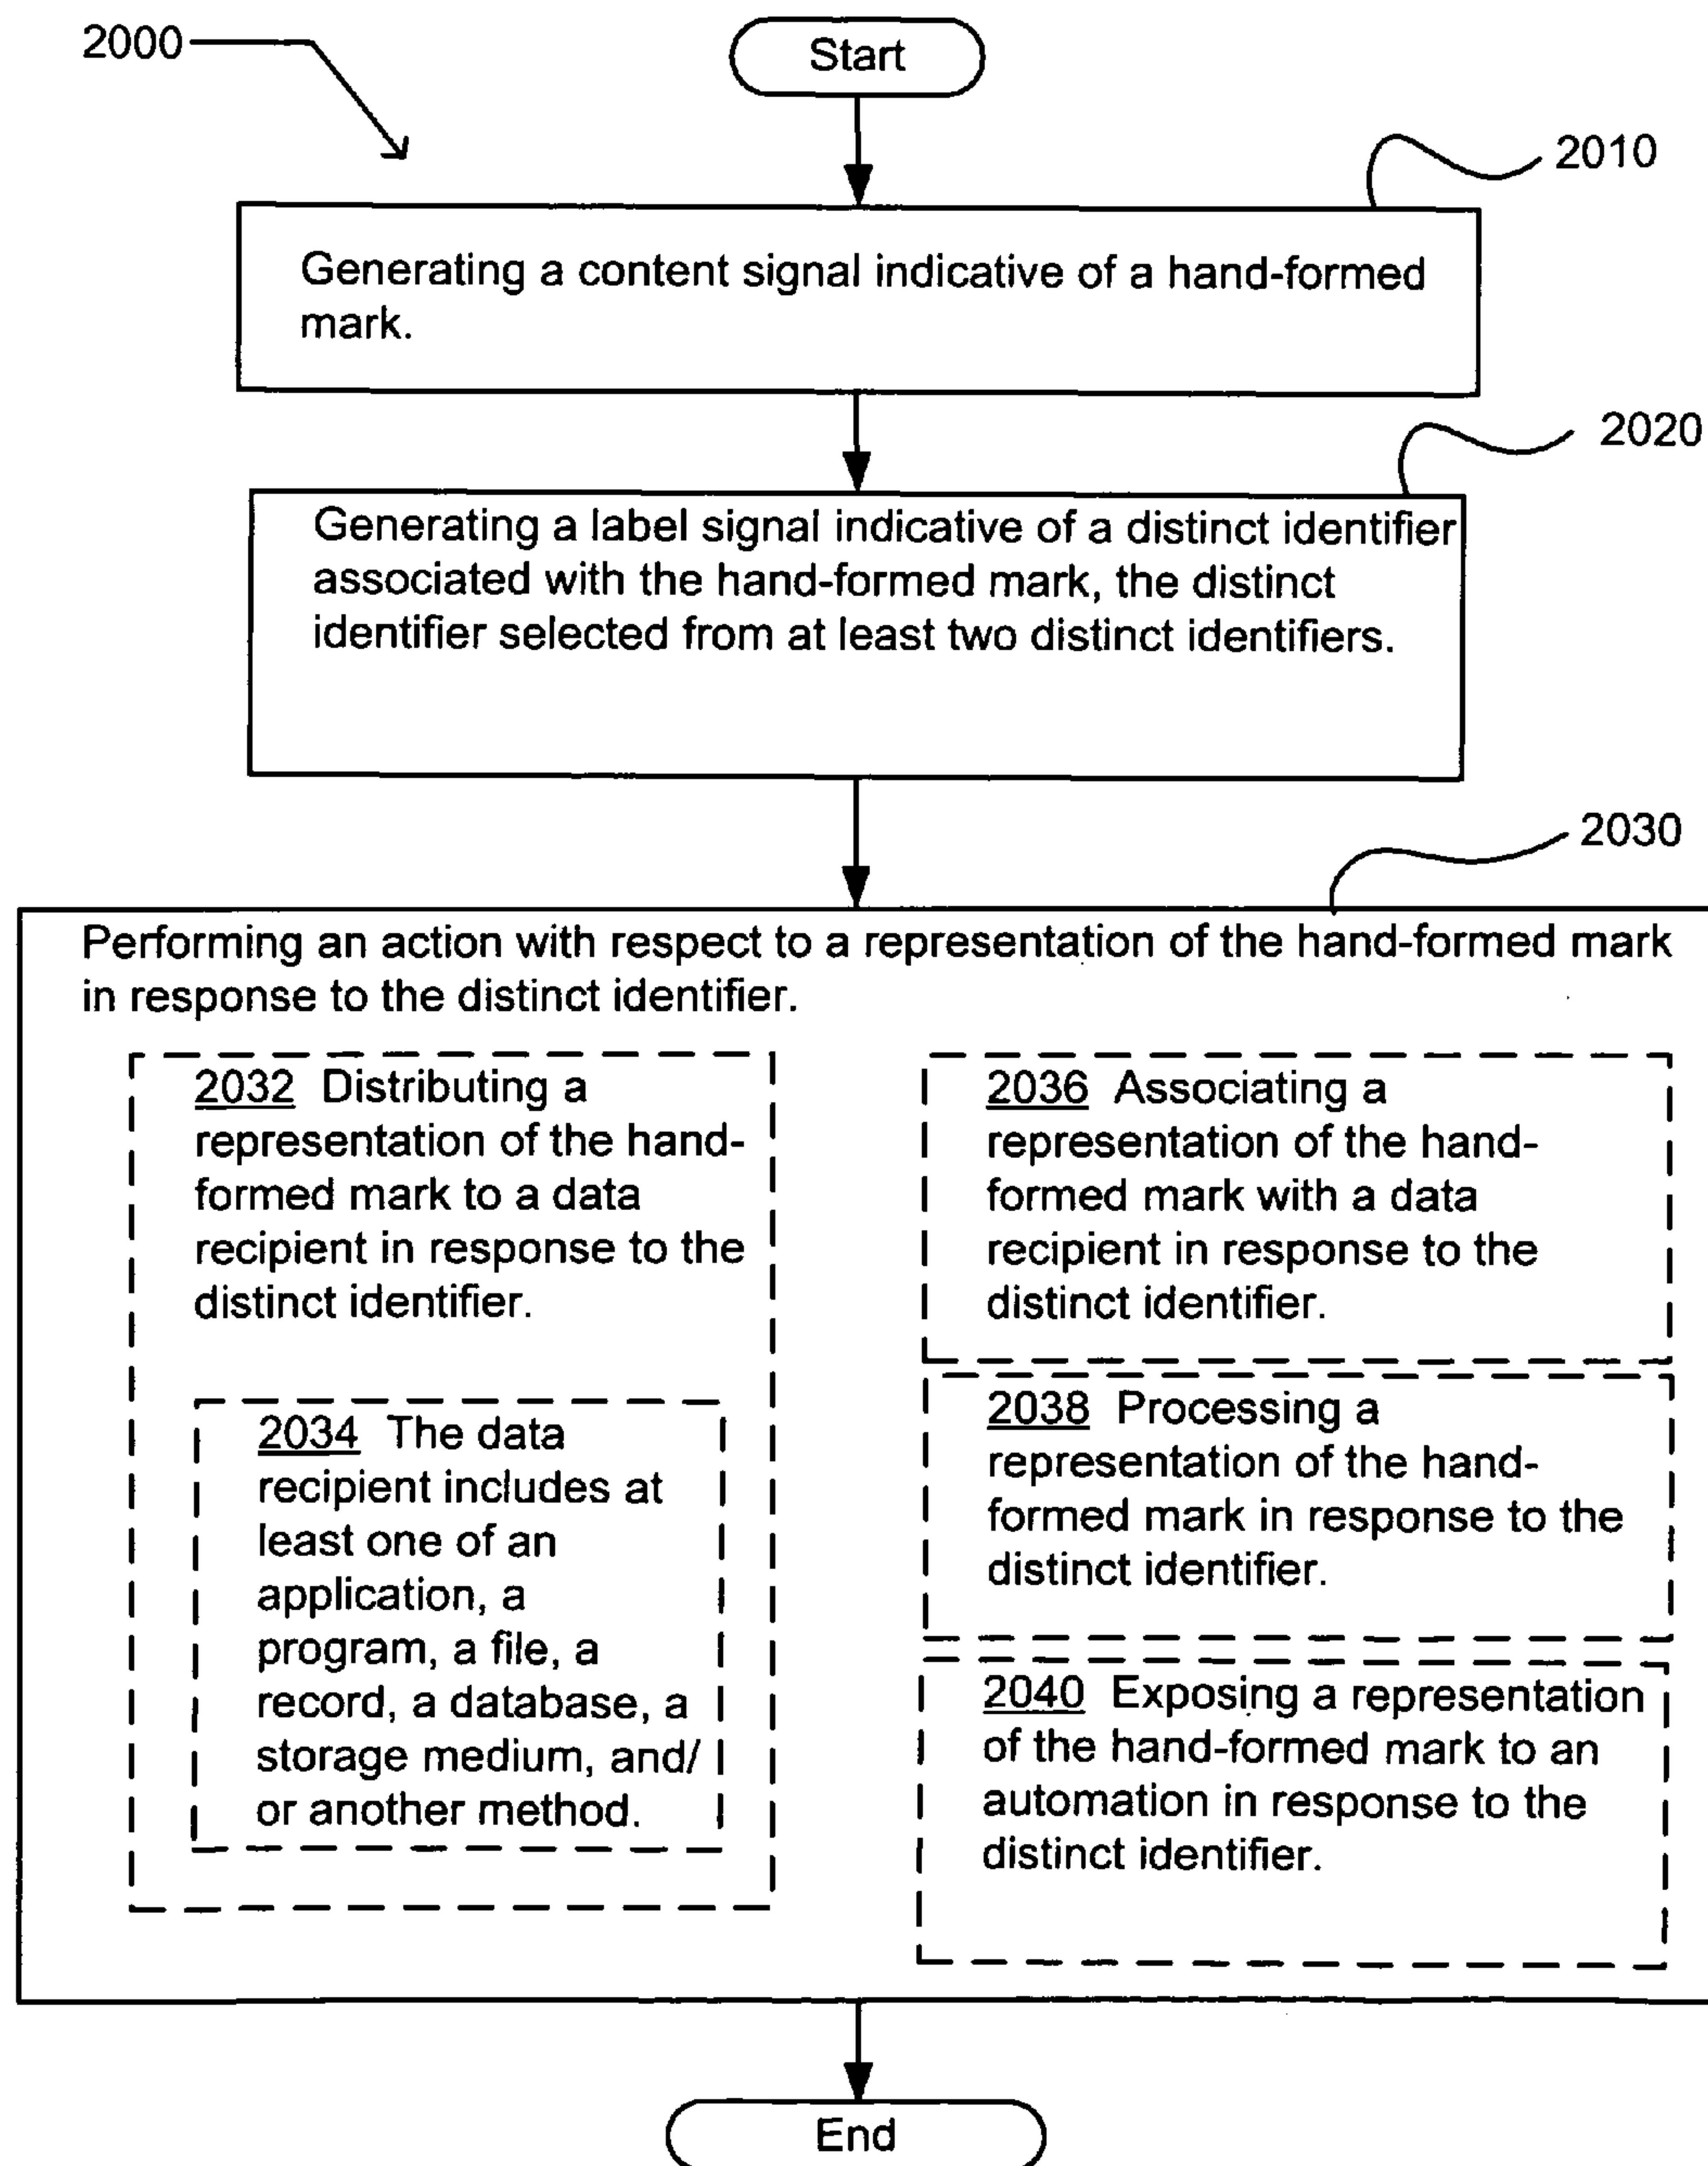 2000
Start
2010
Generating a content signal indicative of a hand-formed
mark.
2020
Generating a label signal indicative of a distinct identifier
associated with the hand-formed mark, the distinct
identifier selected from at least two distinct identifiers.
2030
Performing an action with respect to a representation of the hand-formed mark
in response to the distinct identifier.
2032 Distributing a
representation of the hand-
formed mark to a data
recipient in response to the
distinct identifier.
2034 The data
recipient includes at
least one of an
application, a
program, a file, a
record, a database, a
storage medium, and/
or another method.
2036 Associating a
representation of the hand-
formed mark with a data
recipient in response to the
distinct identifier.
2038 Processing a
representation of the hand-
formed mark in response to the
distinct identifier.
2040 Exposing a representation
of the hand-formed mark to an
automation in response to the
distinct identifier.
End